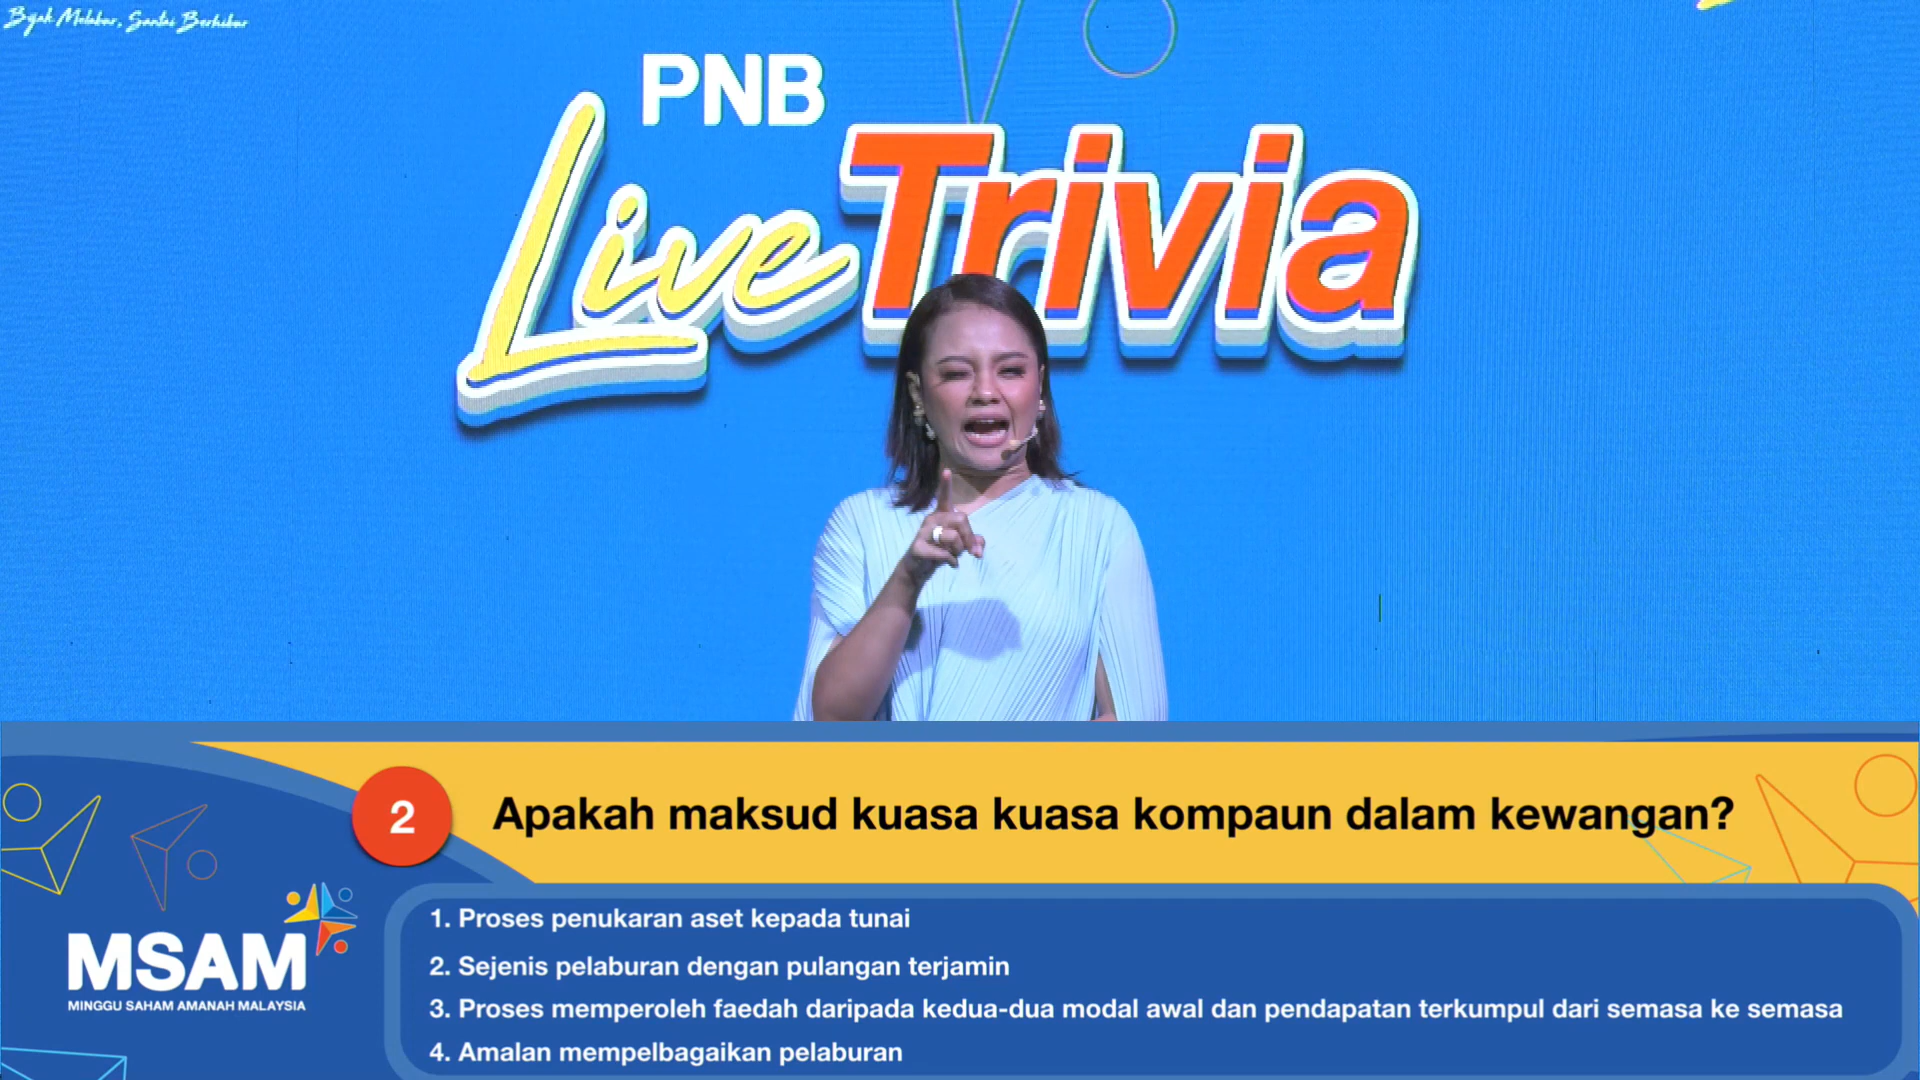 Bijak Melabur, Santai Berhibur
PNB
Live Trivia
2
Apakah maksud kuasa kuasa kompaun dalam kewangan?
1. Proses penukaran aset kepada tunai
2. Sejenis pelaburan dengan pulangan terjamin
3. Proses memperoleh faedah daripada kedua-dua modal awal dan pendapatan terkumpul dari semasa ke semasa
4. Amalan mempelbagaikan pelaburan
MSAM
MINGGU SAHAM AMANAH MALAYSIA